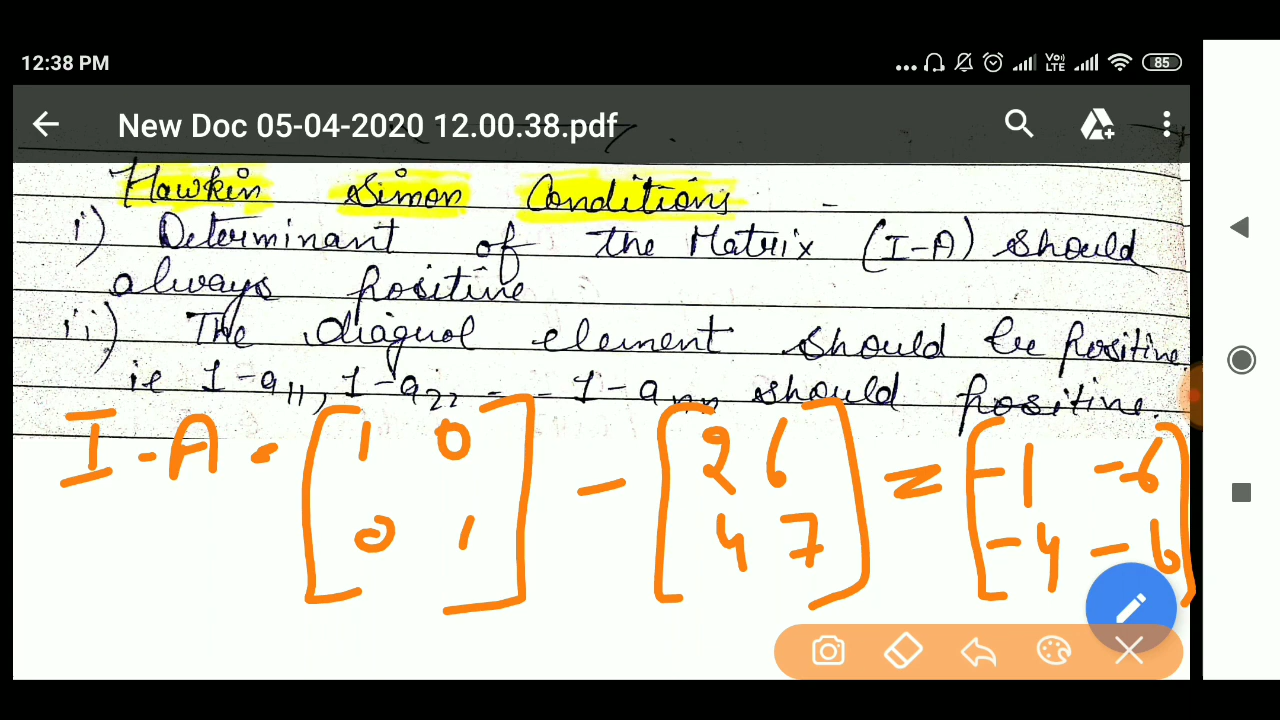 12:38 PM
... Vo)) LTE 85
New Doc 05-04-2020 12.00.38.pdf
Hawkin Simon Conditions
i) Determinant of the Matrix (I-A) should
always positive
ii) The diagnol element should be positive.
ie 1-a11, 1-a22 - - - 1-ann should positive.
I - A = [1 0 - [2 6 = [-1 -6
0 1] 4 7] -4 -6]